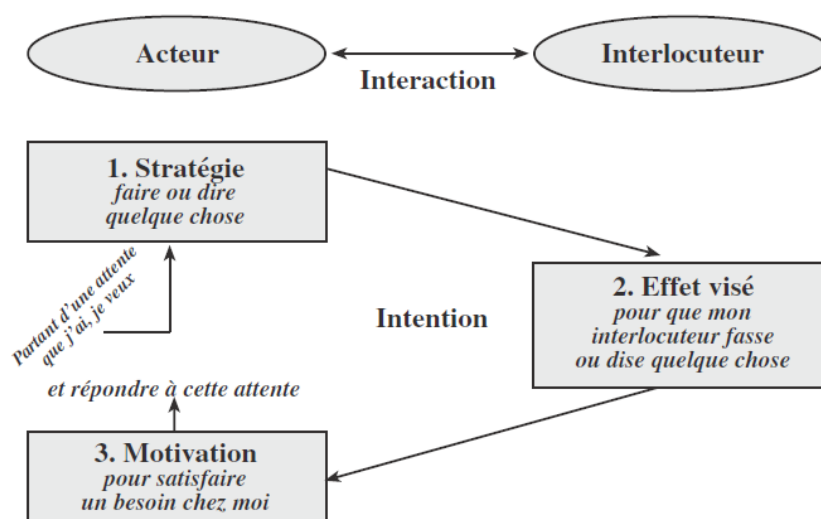 Acteur
Interlocuteur
Interaction
1. Stratégie
faire ou dire
quelque chose
Partant d'une attente
que j'ai, je veux
Intention
2. Effet visé
pour que mon
interlocuteur fasse
ou dise quelque chose
et répondre à cette attente
3. Motivation
pour satisfaire
un besoin chez moi